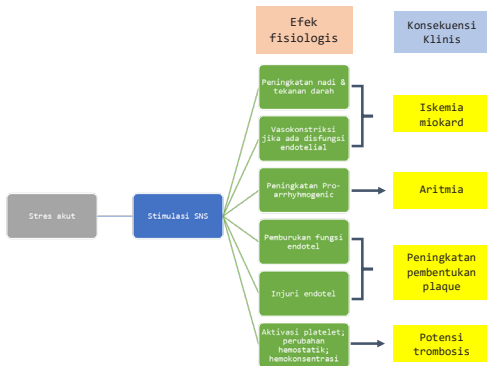 Efek
fisiologis
Konsekuensi
Klinis
Peningkatan nadi &
tekanan darah
Vasokonstriksi
jika ada disfungsi
endotelial
Iskemia
miokard
Stres akut
Stimulasi SNS
Peningkatan Pro-
arrhyhmogenic
Aritmia
Pemburukan fungsi
endotel
Injuri endotel
Peningkatan
pembentukan
plaque
Aktivasi platelet;
perubahan
hemostatik;
hemokonsentrasi
Potensi
trombosis